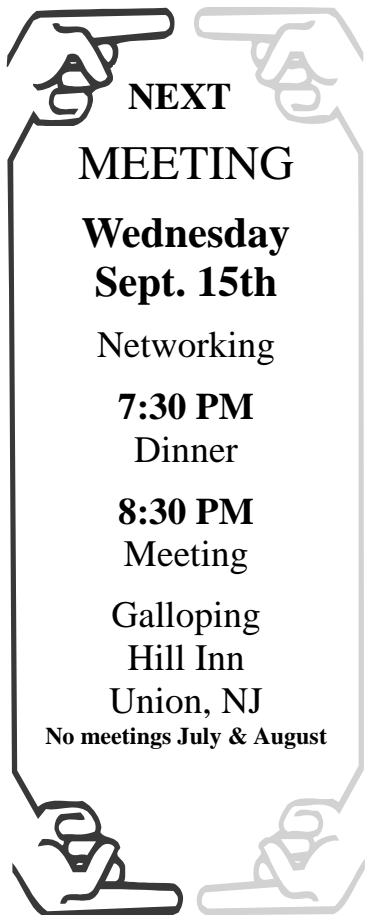 NEXT
MEETING
Wednesday
Sept. 15th
Networking
7:30 PM
Dinner
8:30 PM
Meeting
Galloping
Hill Inn
Union, NJ
No meetings July & August